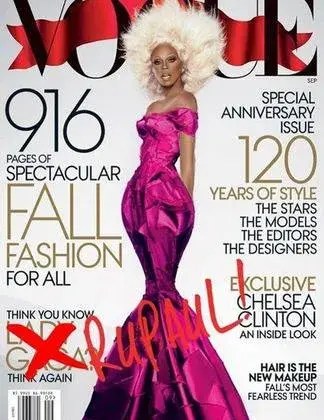 VOGUE
SEP
916
PAGES OF
SPECTACULAR
FALL
FASHION
FOR ALL
SPECIAL
ANNIVERSARY
ISSUE
120
YEARS OF STYLE
THE STARS
THE MODELS
THE EDITORS
THE DESIGNERS
EXCLUSIVE
CHELSEA
CLINTON
AN INSIDE LOOK
THINK YOU KNOW
LADY
GAGA?
THINK AGAIN
RUPAUL!
HAIR IS THE
NEW MAKEUP
FALL'S MOST
FEARLESS TREND